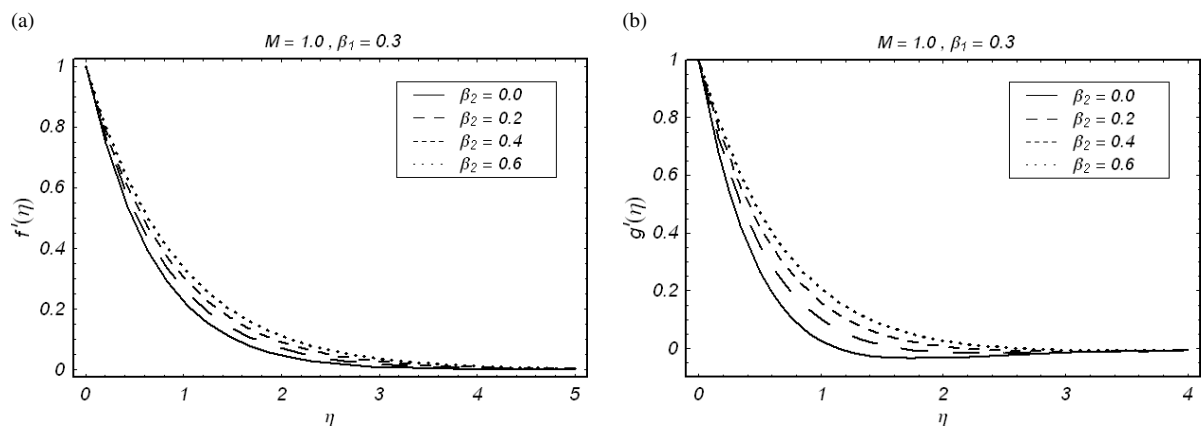 (a)
M = 1.0 , β₁ = 0.3
1
0.8
0.6
0.4
0.2
0
f'(η)
β₂ = 0.0
β₂ = 0.2
β₂ = 0.4
β₂ = 0.6
0 1 2 3 4 5
η
(b)
M = 1.0 , β₁ = 0.3
1
0.8
0.6
0.4
0.2
0
g'(η)
β₂ = 0.0
β₂ = 0.2
β₂ = 0.4
β₂ = 0.6
0 1 2 3 4
η